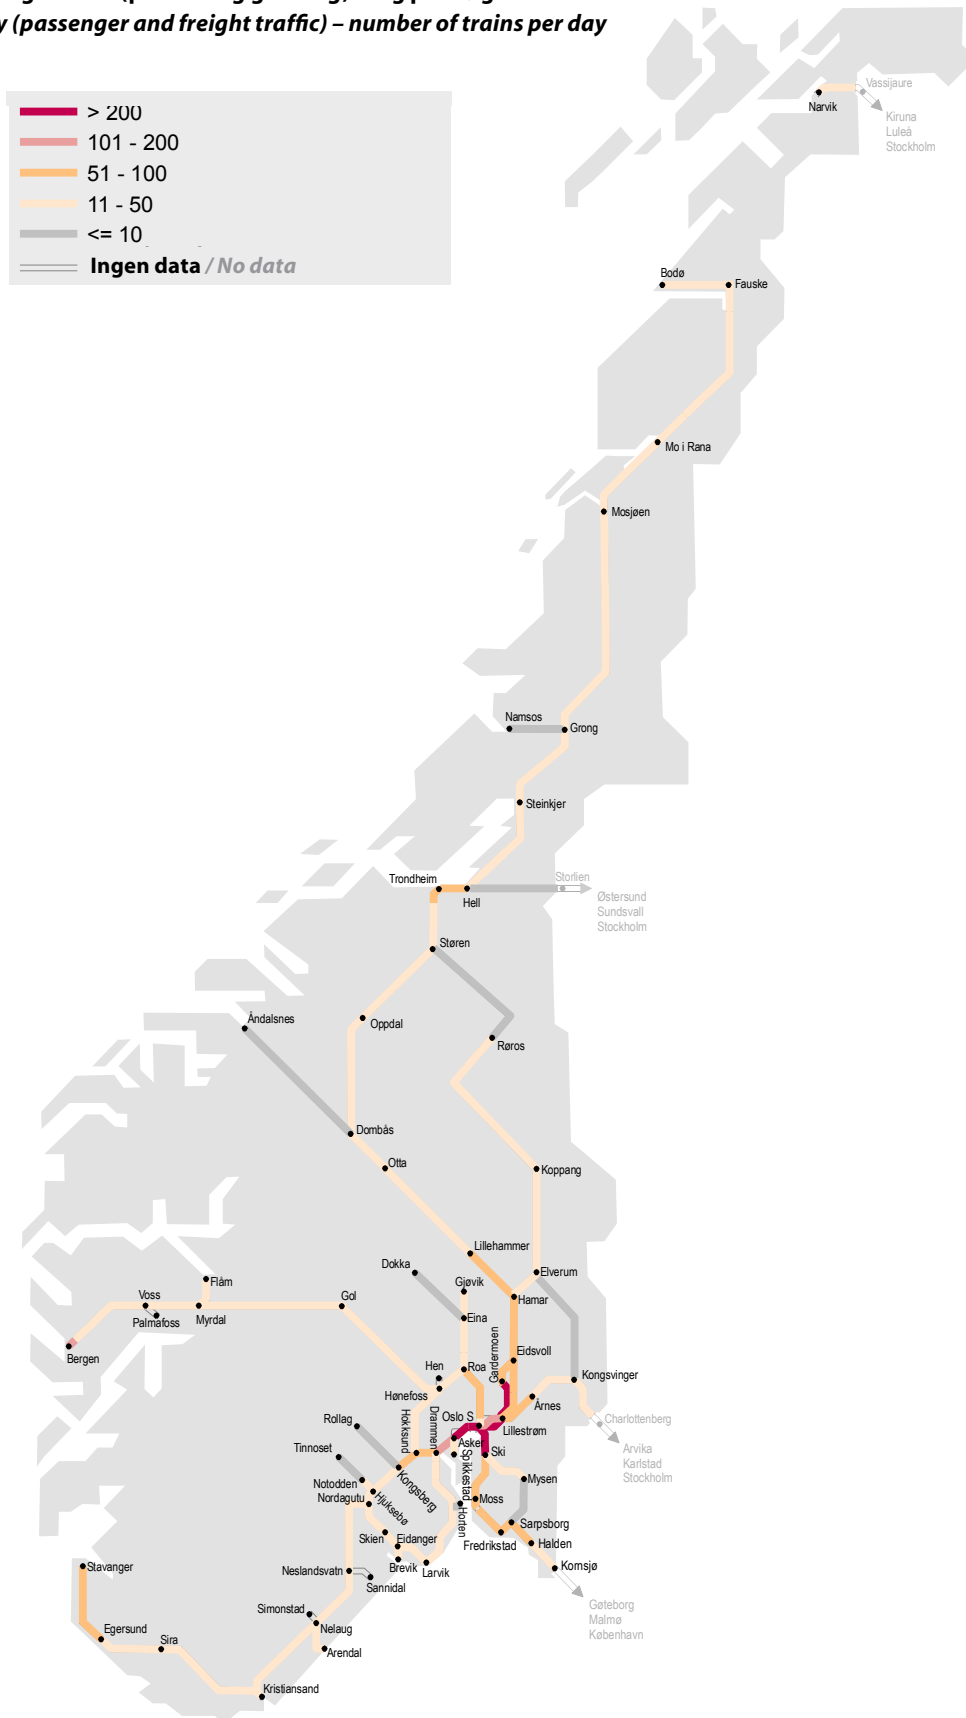 y (passenger and freight traffic) – number of trains per day
> 200
101 - 200
51 - 100
11 - 50
<= 10
Ingen data / No data
Vassijaure
Narvik
Kiruna
Luleå
Stockholm
Bodø
Fauske
Mo i Rana
Mosjøen
Namsos
Grong
Steinkjer
Trondheim
Hell
Storlien
Østersund
Sundsvall
Stockholm
Støren
Åndalsnes
Oppdal
Røros
Dombås
Otta
Koppang
Lillehammer
Dokka
Elverum
Flåm
Gjøvik
Voss
Gol
Hamar
Palmafoss
Myrdal
Eina
Bergen
Gardermoen
Eidsvoll
Hen
Roa
Kongsvinger
Hønefoss
Årnes
Rollag
Hokksund
Drammen
Oslo S
Lillestrøm
Charlottenberg
Asker
Ski
Arvika
Karlstad
Stockholm
Tinnoset
Spikkestad
Notodden
Kongsberg
Mysen
Nordagutu
Hjuksebø
Moss
Horten
Sarpsborg
Skien
Eidanger
Fredrikstad
Halden
Stavanger
Brevik
Larvik
Kornsjø
Neslandsvatn
Sannidal
Gøteborg
Malmø
København
Simonstad
Nelaug
Egersund
Sira
Arendal
Kristiansand